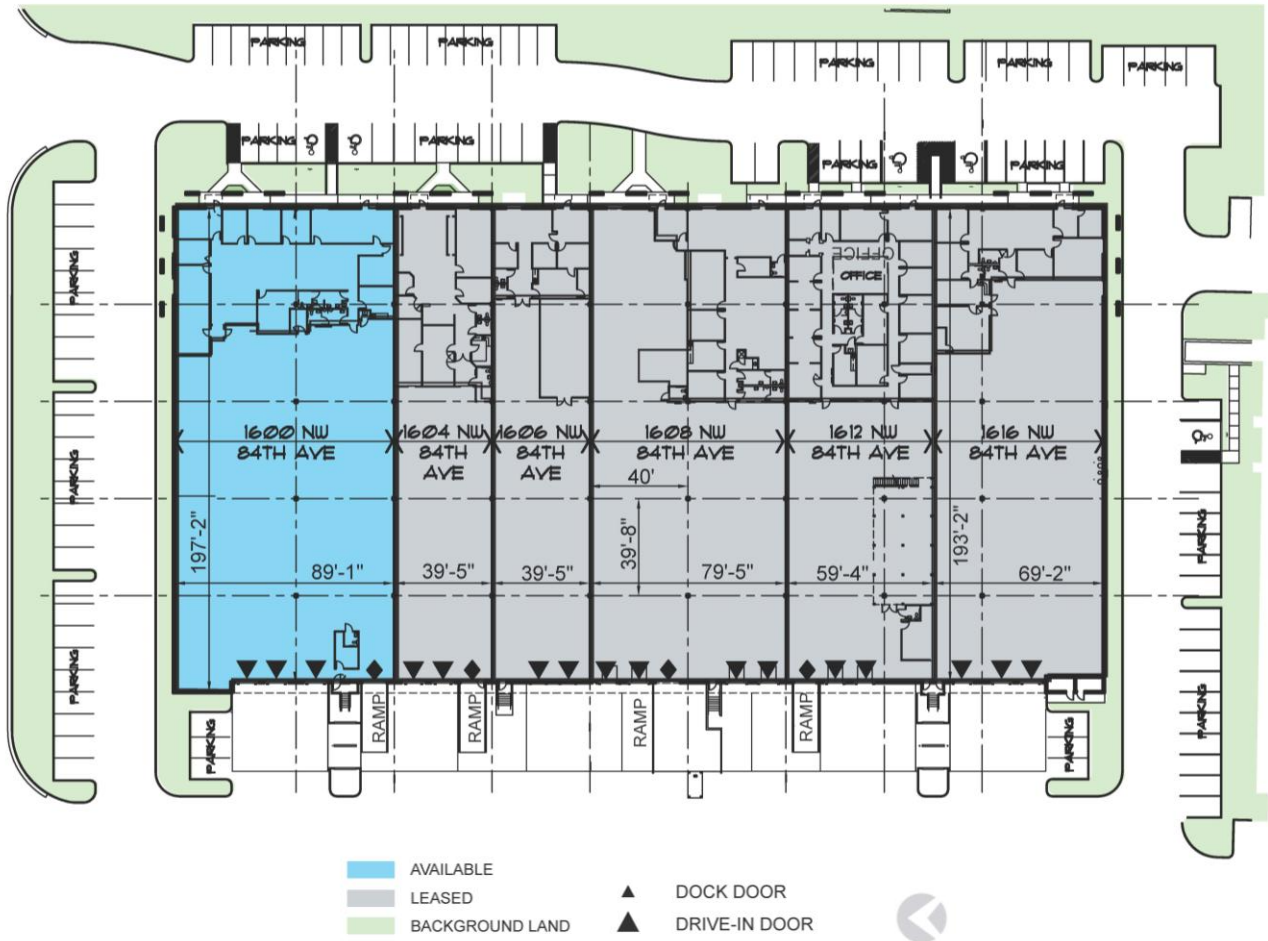 PARKING
PARKING
PARKING
PARKING
PARKING
PARKING
PARKING
PARKING
PARKING
PARKING
PARKING
OFFICE
OFFICE
1600 NW
84TH AVE
1604 NW
84TH
AVE
1606 NW
84TH
AVE
1608 NW
84TH AVE
1612 NW
84TH AVE
1616 NW
84TH AVE
40'
39'-8"
197'-2"
193'-2"
89'-1"
39'-5"
39'-5"
79'-5"
59'-4"
69'-2"
PARKING
PARKING
PARKING
PARKING
RAMP
RAMP
RAMP
RAMP
PARKING
PARKING
PARKING
AVAILABLE
LEASED
BACKGROUND LAND
DOCK DOOR
DRIVE-IN DOOR